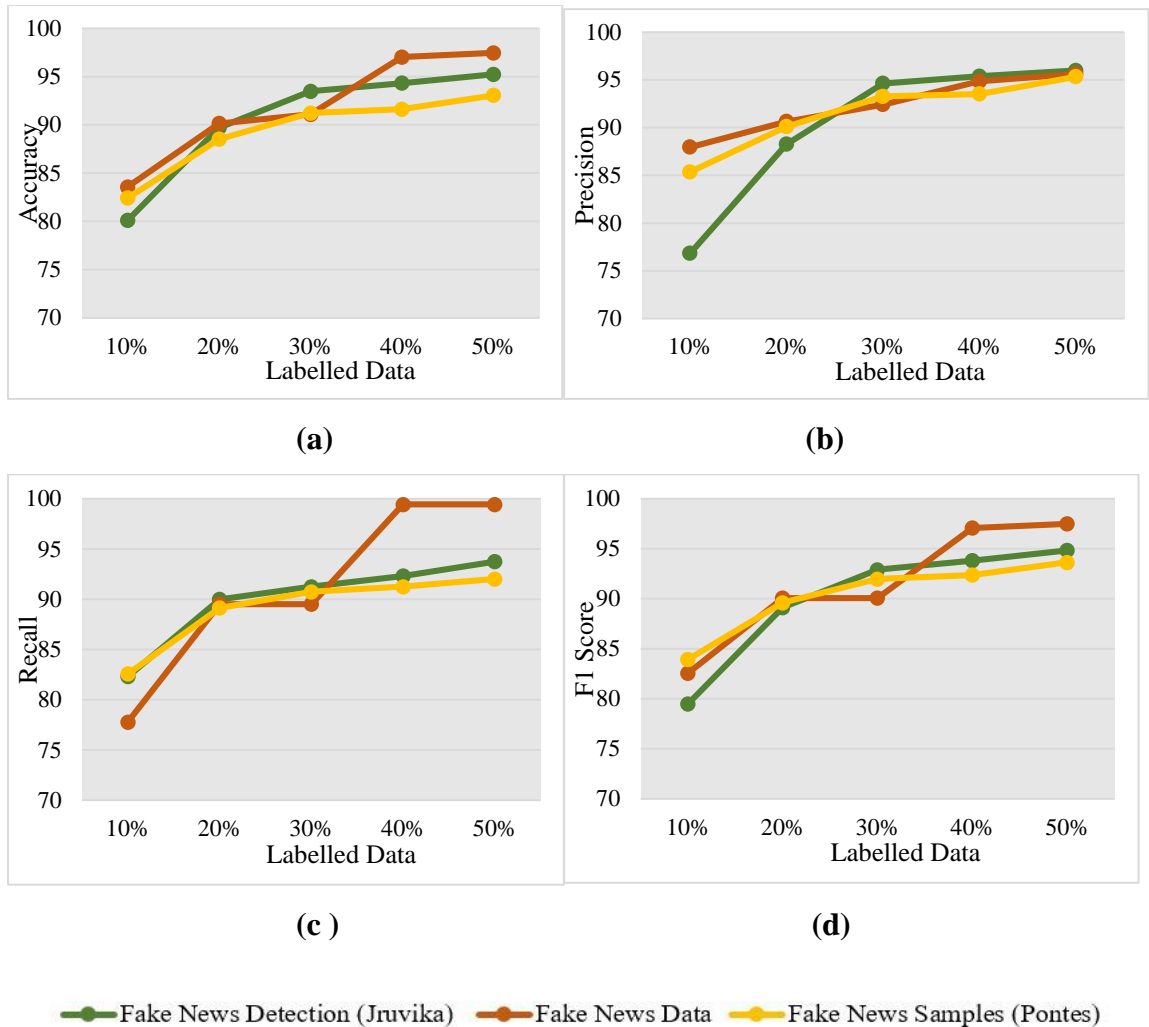 100
95
90
85
80
75
70
Accuracy
10% 20% 30% 40% 50%
Labelled Data
(a)
100
95
90
85
80
75
70
Precision
10% 20% 30% 40% 50%
Labelled Data
(b)
100
95
90
85
80
75
70
Recall
10% 20% 30% 40% 50%
Labelled Data
(c )
100
95
90
85
80
75
70
F1 Score
10% 20% 30% 40% 50%
Labelled Data
(d)
Fake News Detection (Jruvika) Fake News Data Fake News Samples (Pontes)